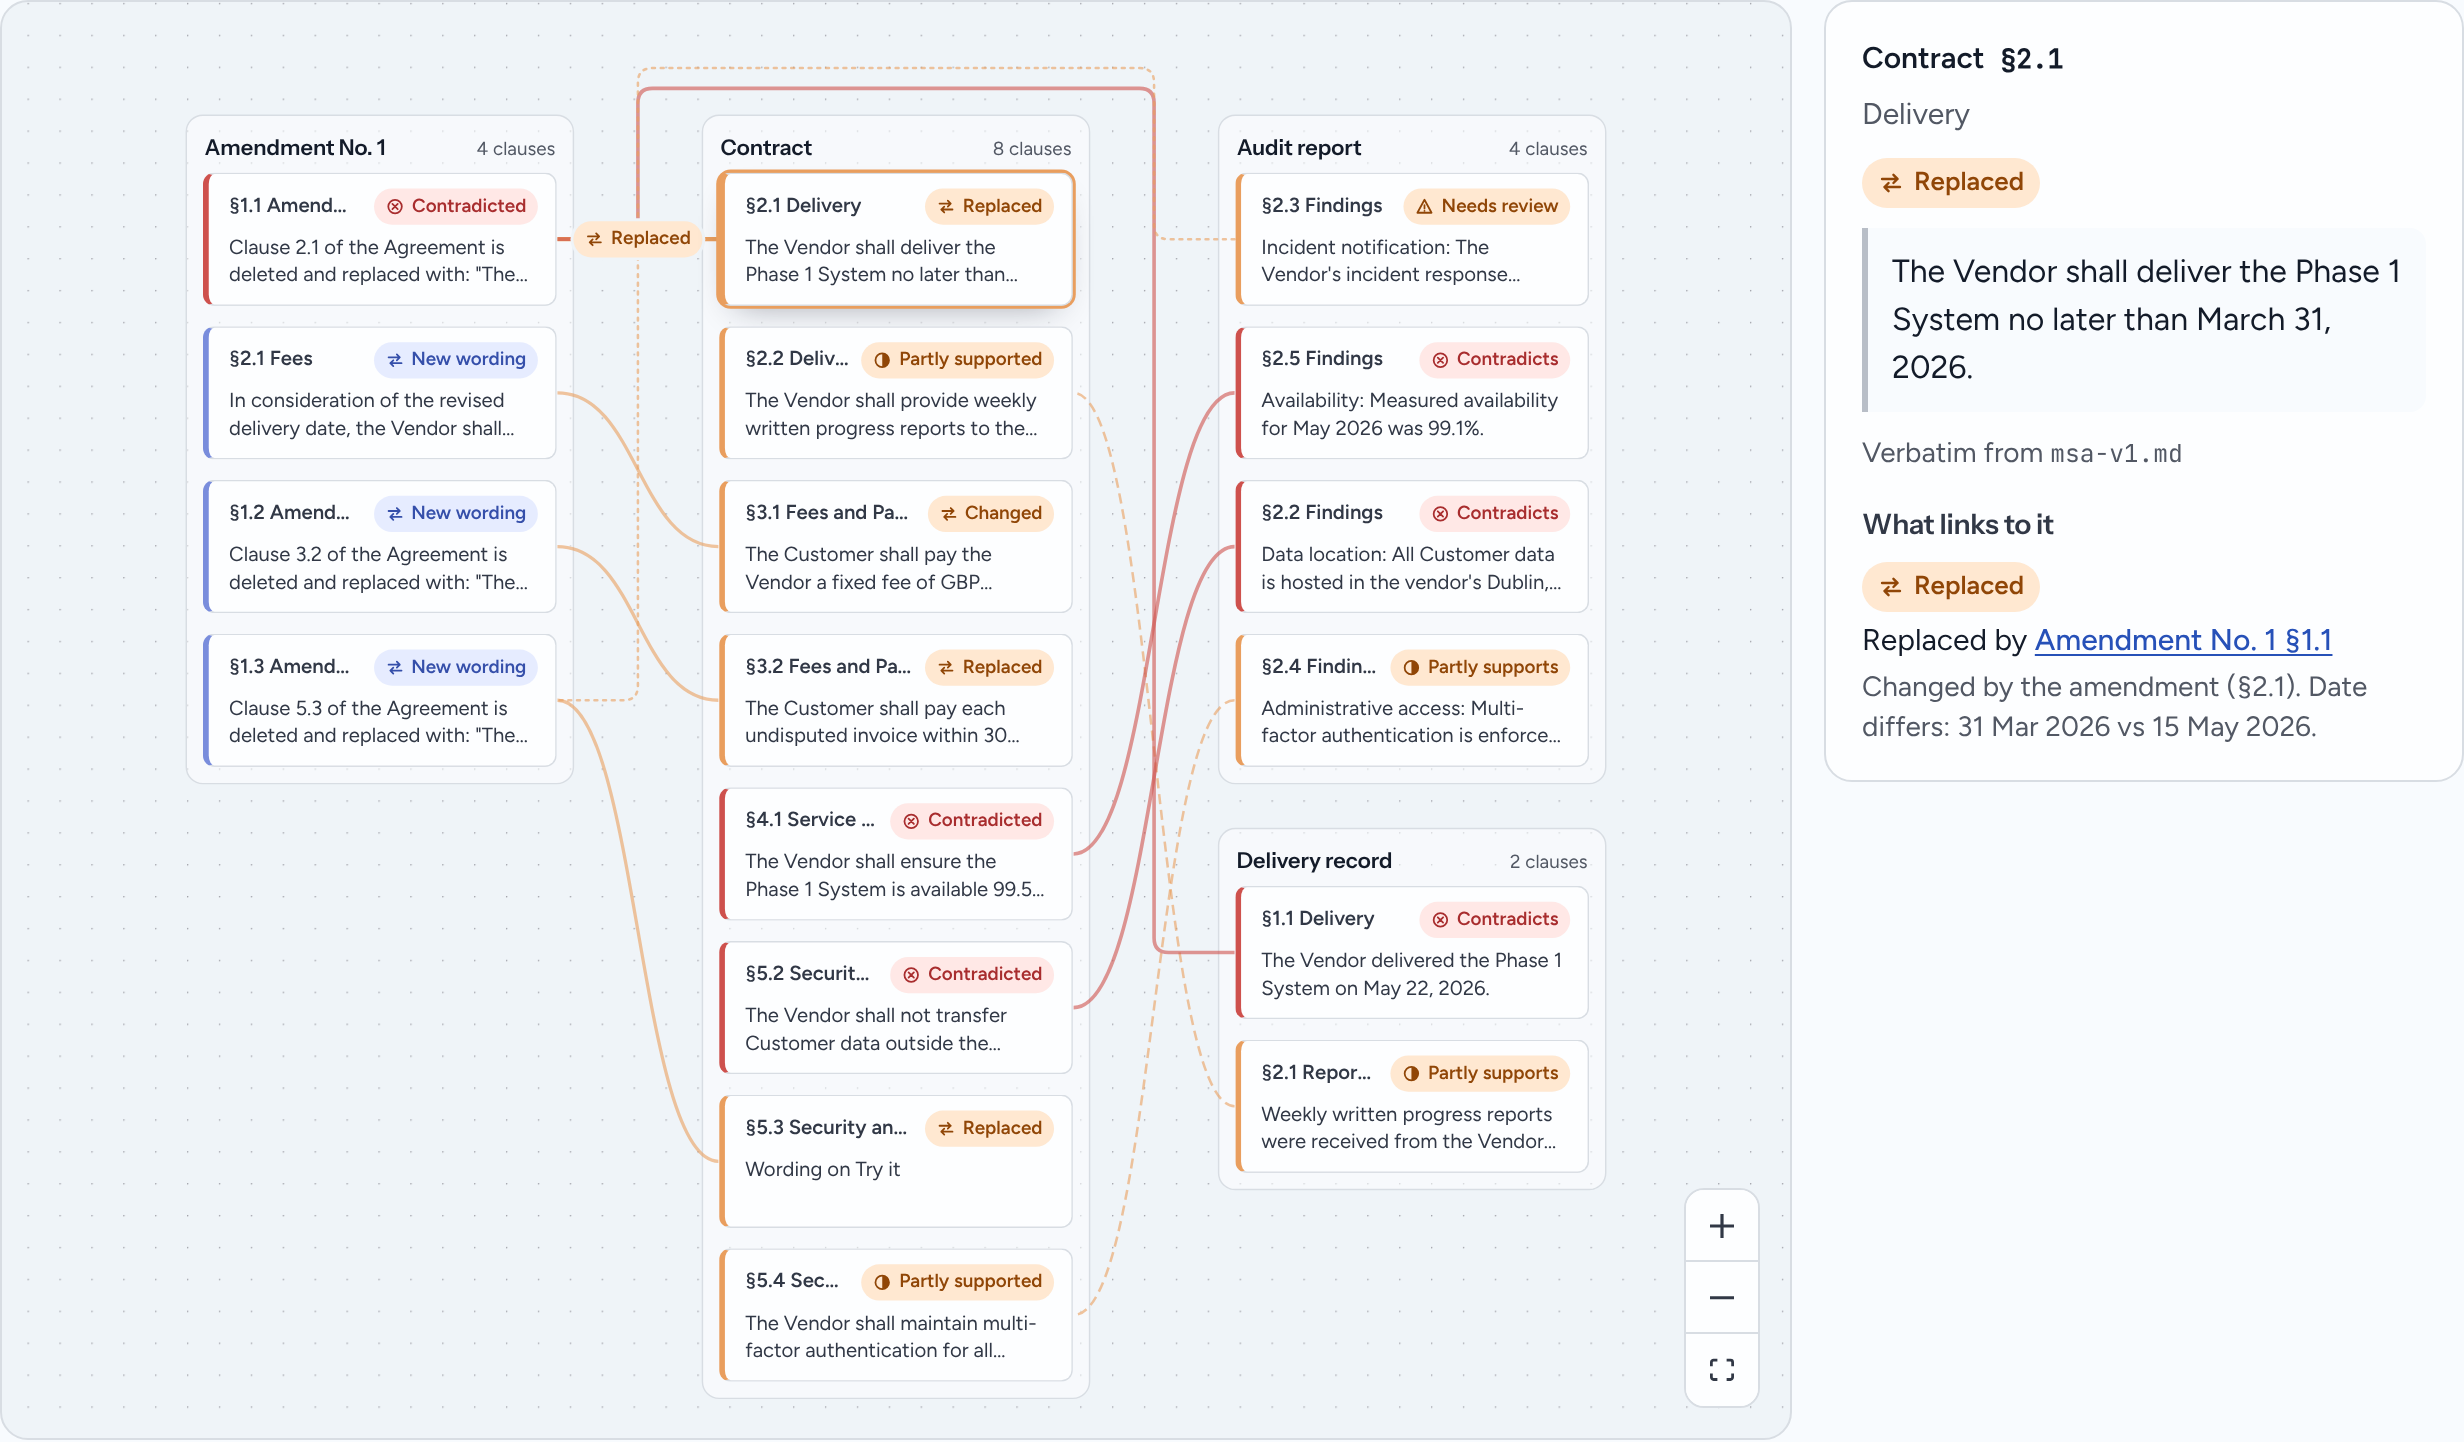 Amendment No. 1 4 clauses
§1.1 Amend... Contradicted
Clause 2.1 of the Agreement is
deleted and replaced with: "The...
§2.1 Fees New wording
In consideration of the revised
delivery date, the Vendor shall...
§1.2 Amend... New wording
Clause 3.2 of the Agreement is
deleted and replaced with: "The...
§1.3 Amend... New wording
Clause 5.3 of the Agreement is
deleted and replaced with: "The...
Replaced
Contract 8 clauses
§2.1 Delivery Replaced
The Vendor shall deliver the
Phase 1 System no later than...
§2.2 Deliv... Partly supported
The Vendor shall provide weekly
written progress reports to the...
§3.1 Fees and Pa... Changed
The Customer shall pay the
Vendor a fixed fee of GBP...
§3.2 Fees and Pa... Replaced
The Customer shall pay each
undisputed invoice within 30...
§4.1 Service ... Contradicted
The Vendor shall ensure the
Phase 1 System is available 99.5...
§5.2 Securit... Contradicted
The Vendor shall not transfer
Customer data outside the...
§5.3 Security an... Replaced
Wording on Try it
§5.4 Sec... Partly supported
The Vendor shall maintain multi-
factor authentication for all...
Audit report 4 clauses
§2.3 Findings Needs review
Incident notification: The
Vendor's incident response...
§2.5 Findings Contradicts
Availability: Measured availability
for May 2026 was 99.1%.
§2.2 Findings Contradicts
Data location: All Customer data
is hosted in the vendor's Dublin,...
§2.4 Findin... Partly supports
Administrative access: Multi-
factor authentication is enforce...
Delivery record 2 clauses
§1.1 Delivery Contradicts
The Vendor delivered the Phase 1
System on May 22, 2026.
§2.1 Repor... Partly supports
Weekly written progress reports
were received from the Vendor...
Contract §2.1
Delivery
Replaced
The Vendor shall deliver the Phase 1
System no later than March 31,
2026.
Verbatim from msa-v1.md
What links to it
Replaced
Replaced by Amendment No. 1 §1.1
Changed by the amendment (§2.1). Date
differs: 31 Mar 2026 vs 15 May 2026.